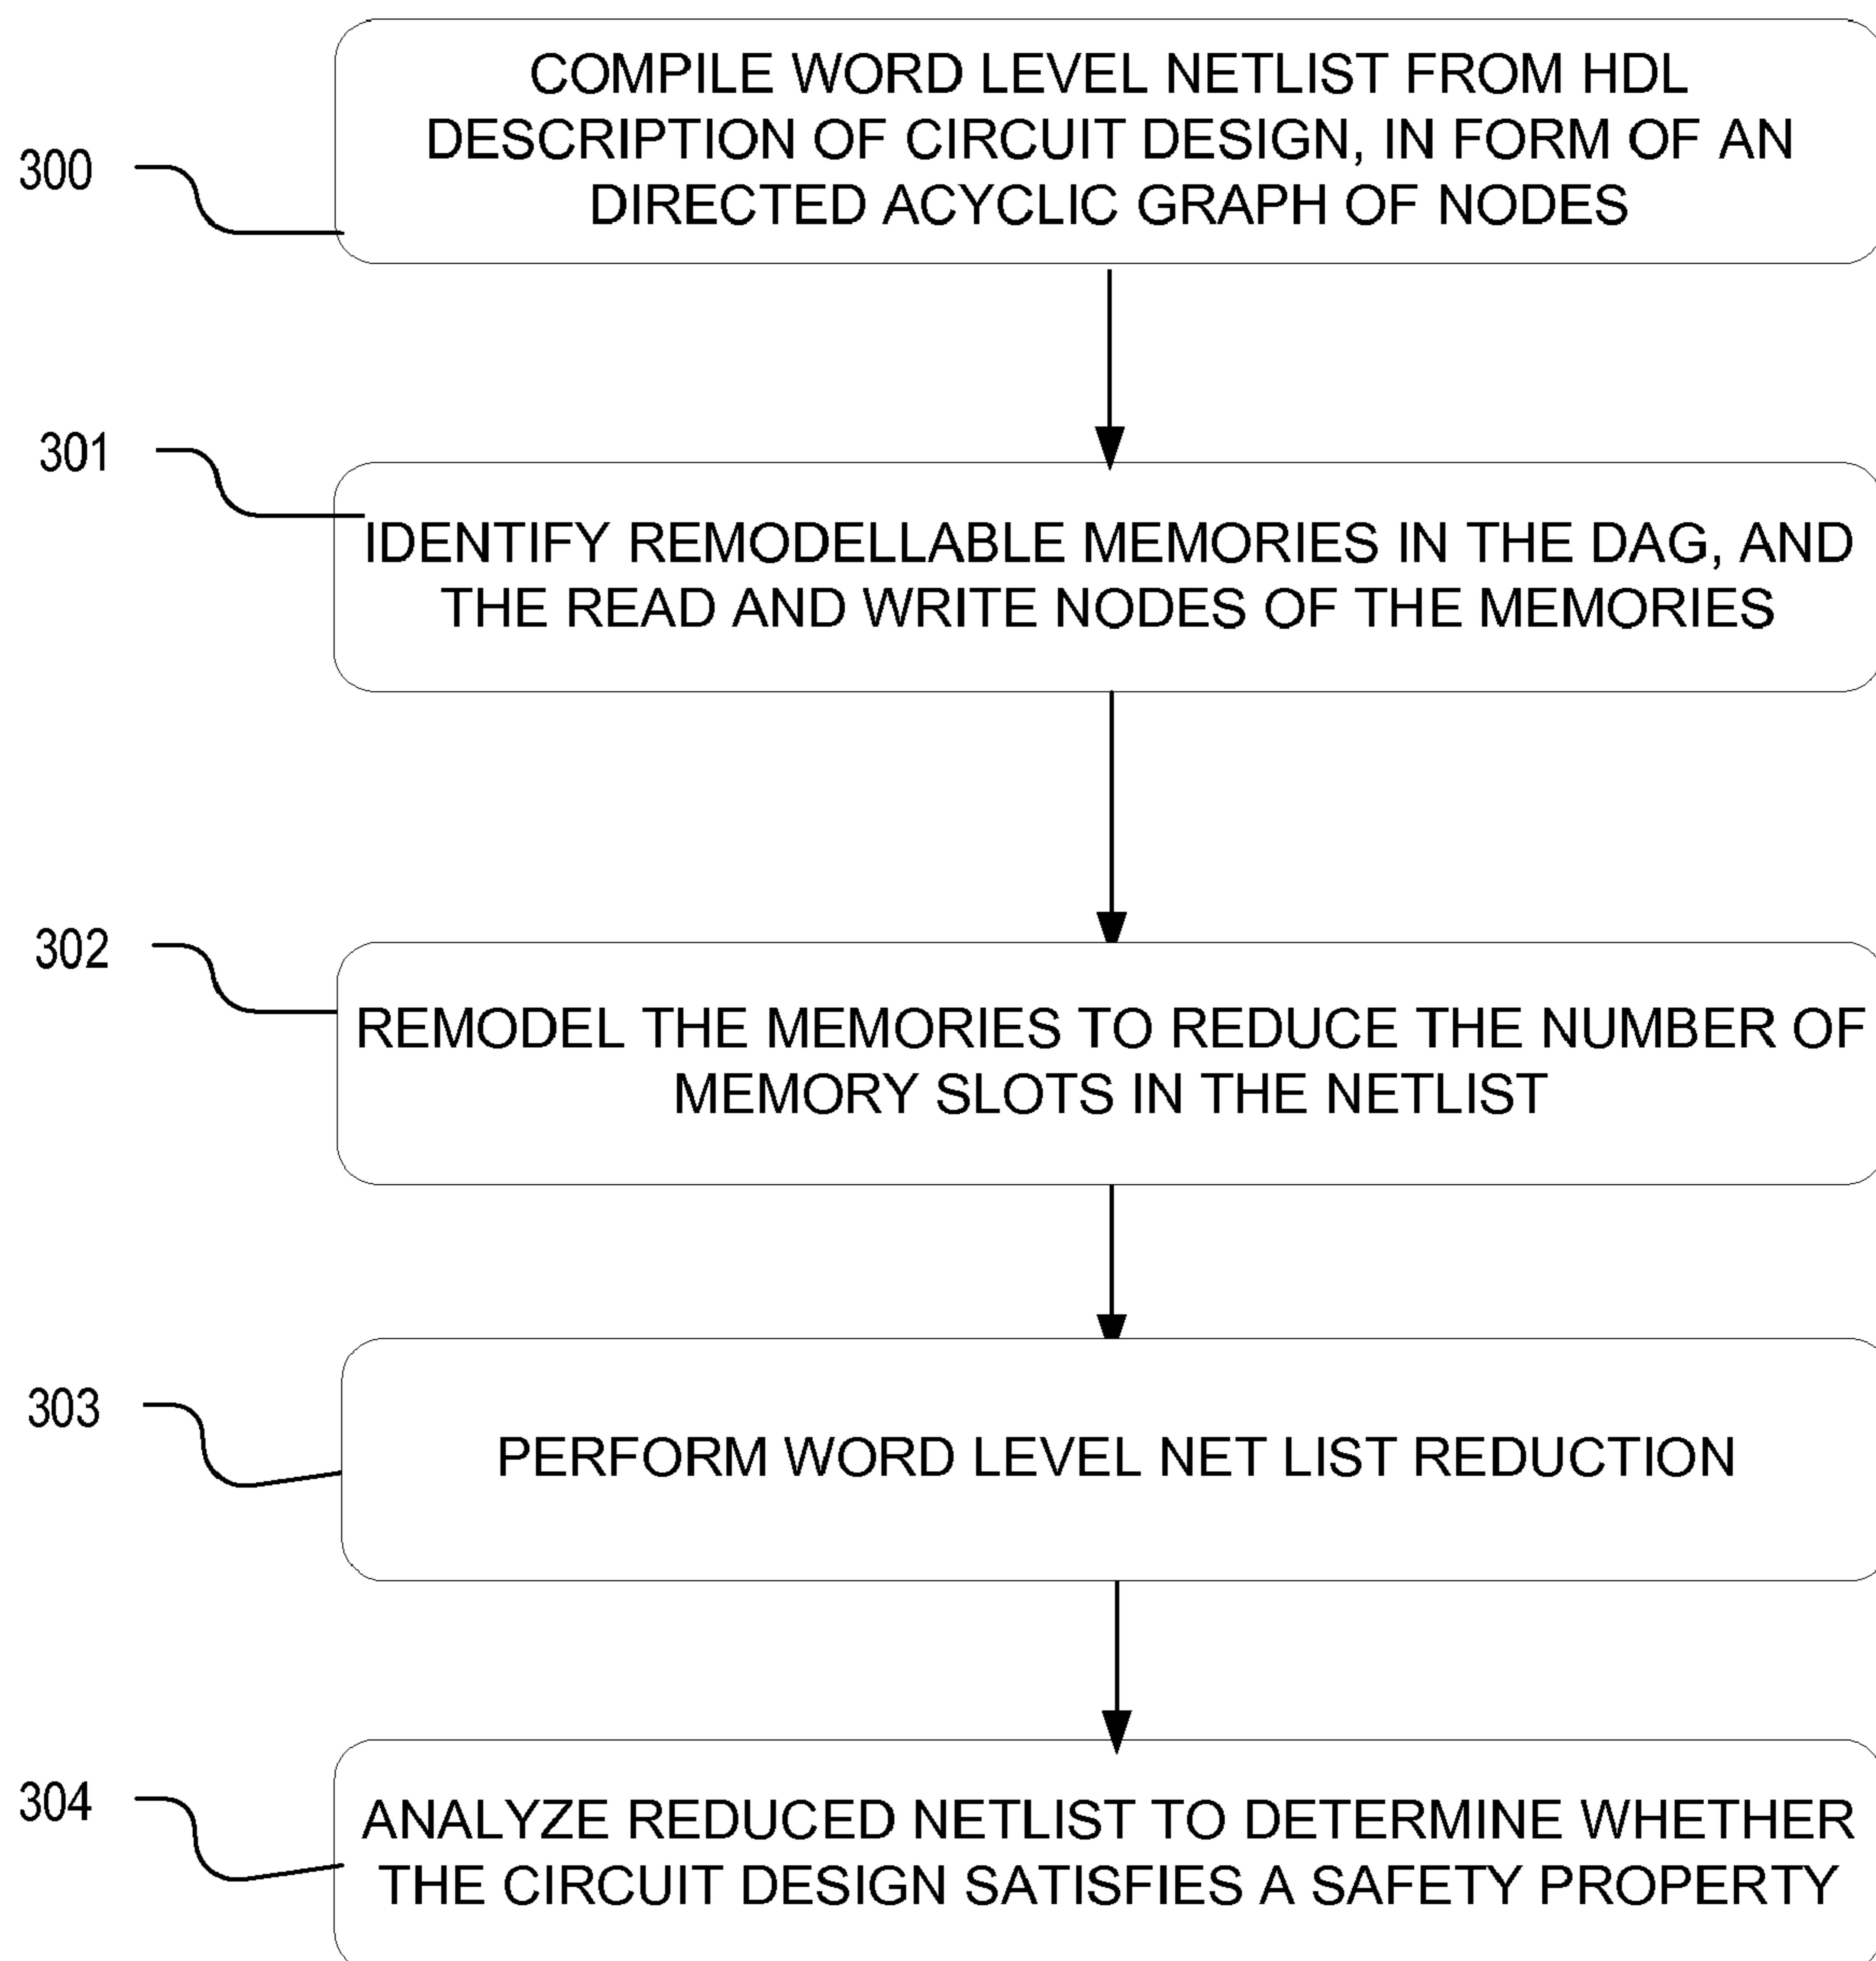 COMPILE WORD LEVEL NETLIST FROM HDL
DESCRIPTION OF CIRCUIT DESIGN, IN FORM OF AN
DIRECTED ACYCLIC GRAPH OF NODES
300
301
IDENTIFY REMODELLABLE MEMORIES IN THE DAG, AND
THE READ AND WRITE NODES OF THE MEMORIES
302
REMODEL THE MEMORIES TO REDUCE THE NUMBER OF
MEMORY SLOTS IN THE NETLIST
303
PERFORM WORD LEVEL NET LIST REDUCTION
304
ANALYZE REDUCED NETLIST TO DETERMINE WHETHER
THE CIRCUIT DESIGN SATISFIES A SAFETY PROPERTY